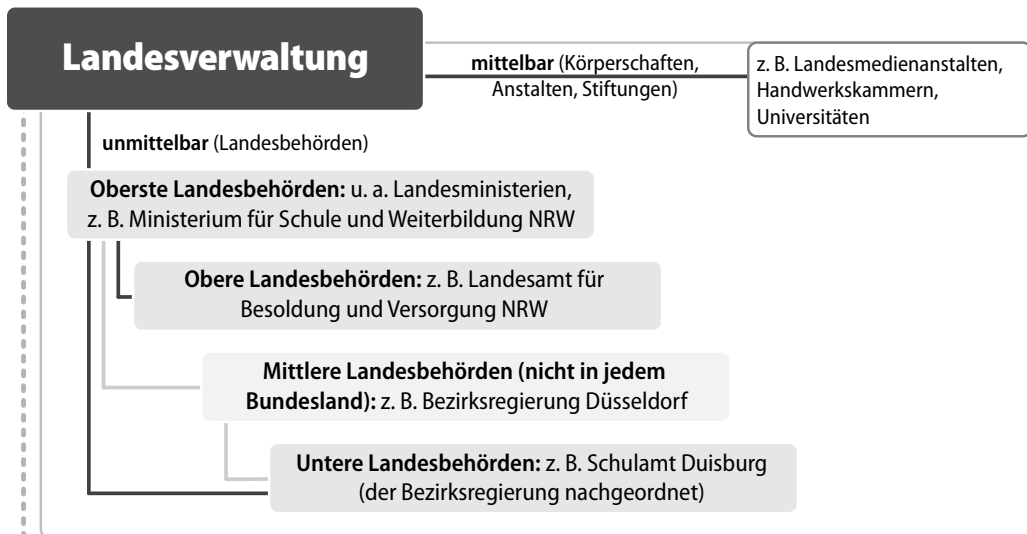 Landesverwaltung
mittelbar (Körperschaften,
Anstalten, Stiftungen)
z. B. Landesmedienanstalten,
Handwerkskammern,
Universitäten
unmittelbar (Landesbehörden)
Oberste Landesbehörden: u. a. Landesministerien,
z. B. Ministerium für Schule und Weiterbildung NRW
Obere Landesbehörden: z. B. Landesamt für
Besoldung und Versorgung NRW
Mittlere Landesbehörden (nicht in jedem
Bundesland): z. B. Bezirksregierung Düsseldorf
Untere Landesbehörden: z. B. Schulamt Duisburg
(der Bezirksregierung nachgeordnet)